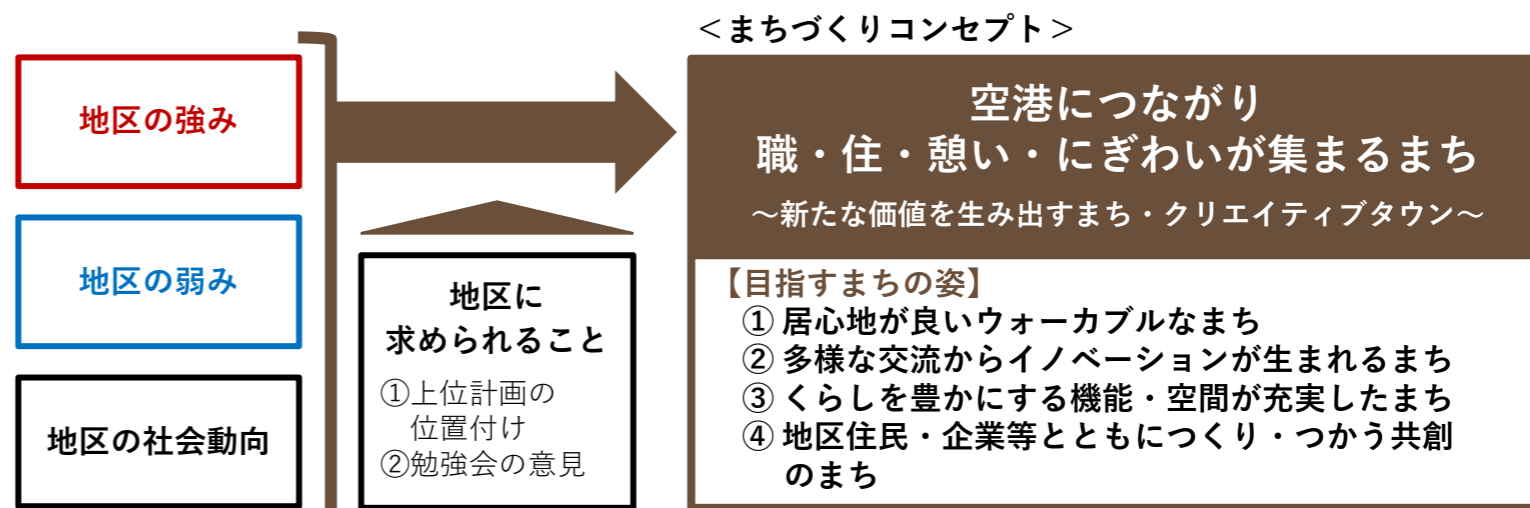 地区の強み
地区の弱み
地区の社会動向
地区に
求められること
①上位計画の
位置付け
②勉強会の意見
＜まちづくりコンセプト＞
空港につながり
職・住・憩い・にぎわいが集まるまち
～新たな価値を生み出すまち・クリエイティブタウン～
【目指すまちの姿】
① 居心地が良いウォーカブルなまち
② 多様な交流からイノベーションが生まれるまち
③ くらしを豊かにする機能・空間が充実したまち
④ 地区住民・企業等とともにつくり・つかう共創
のまち